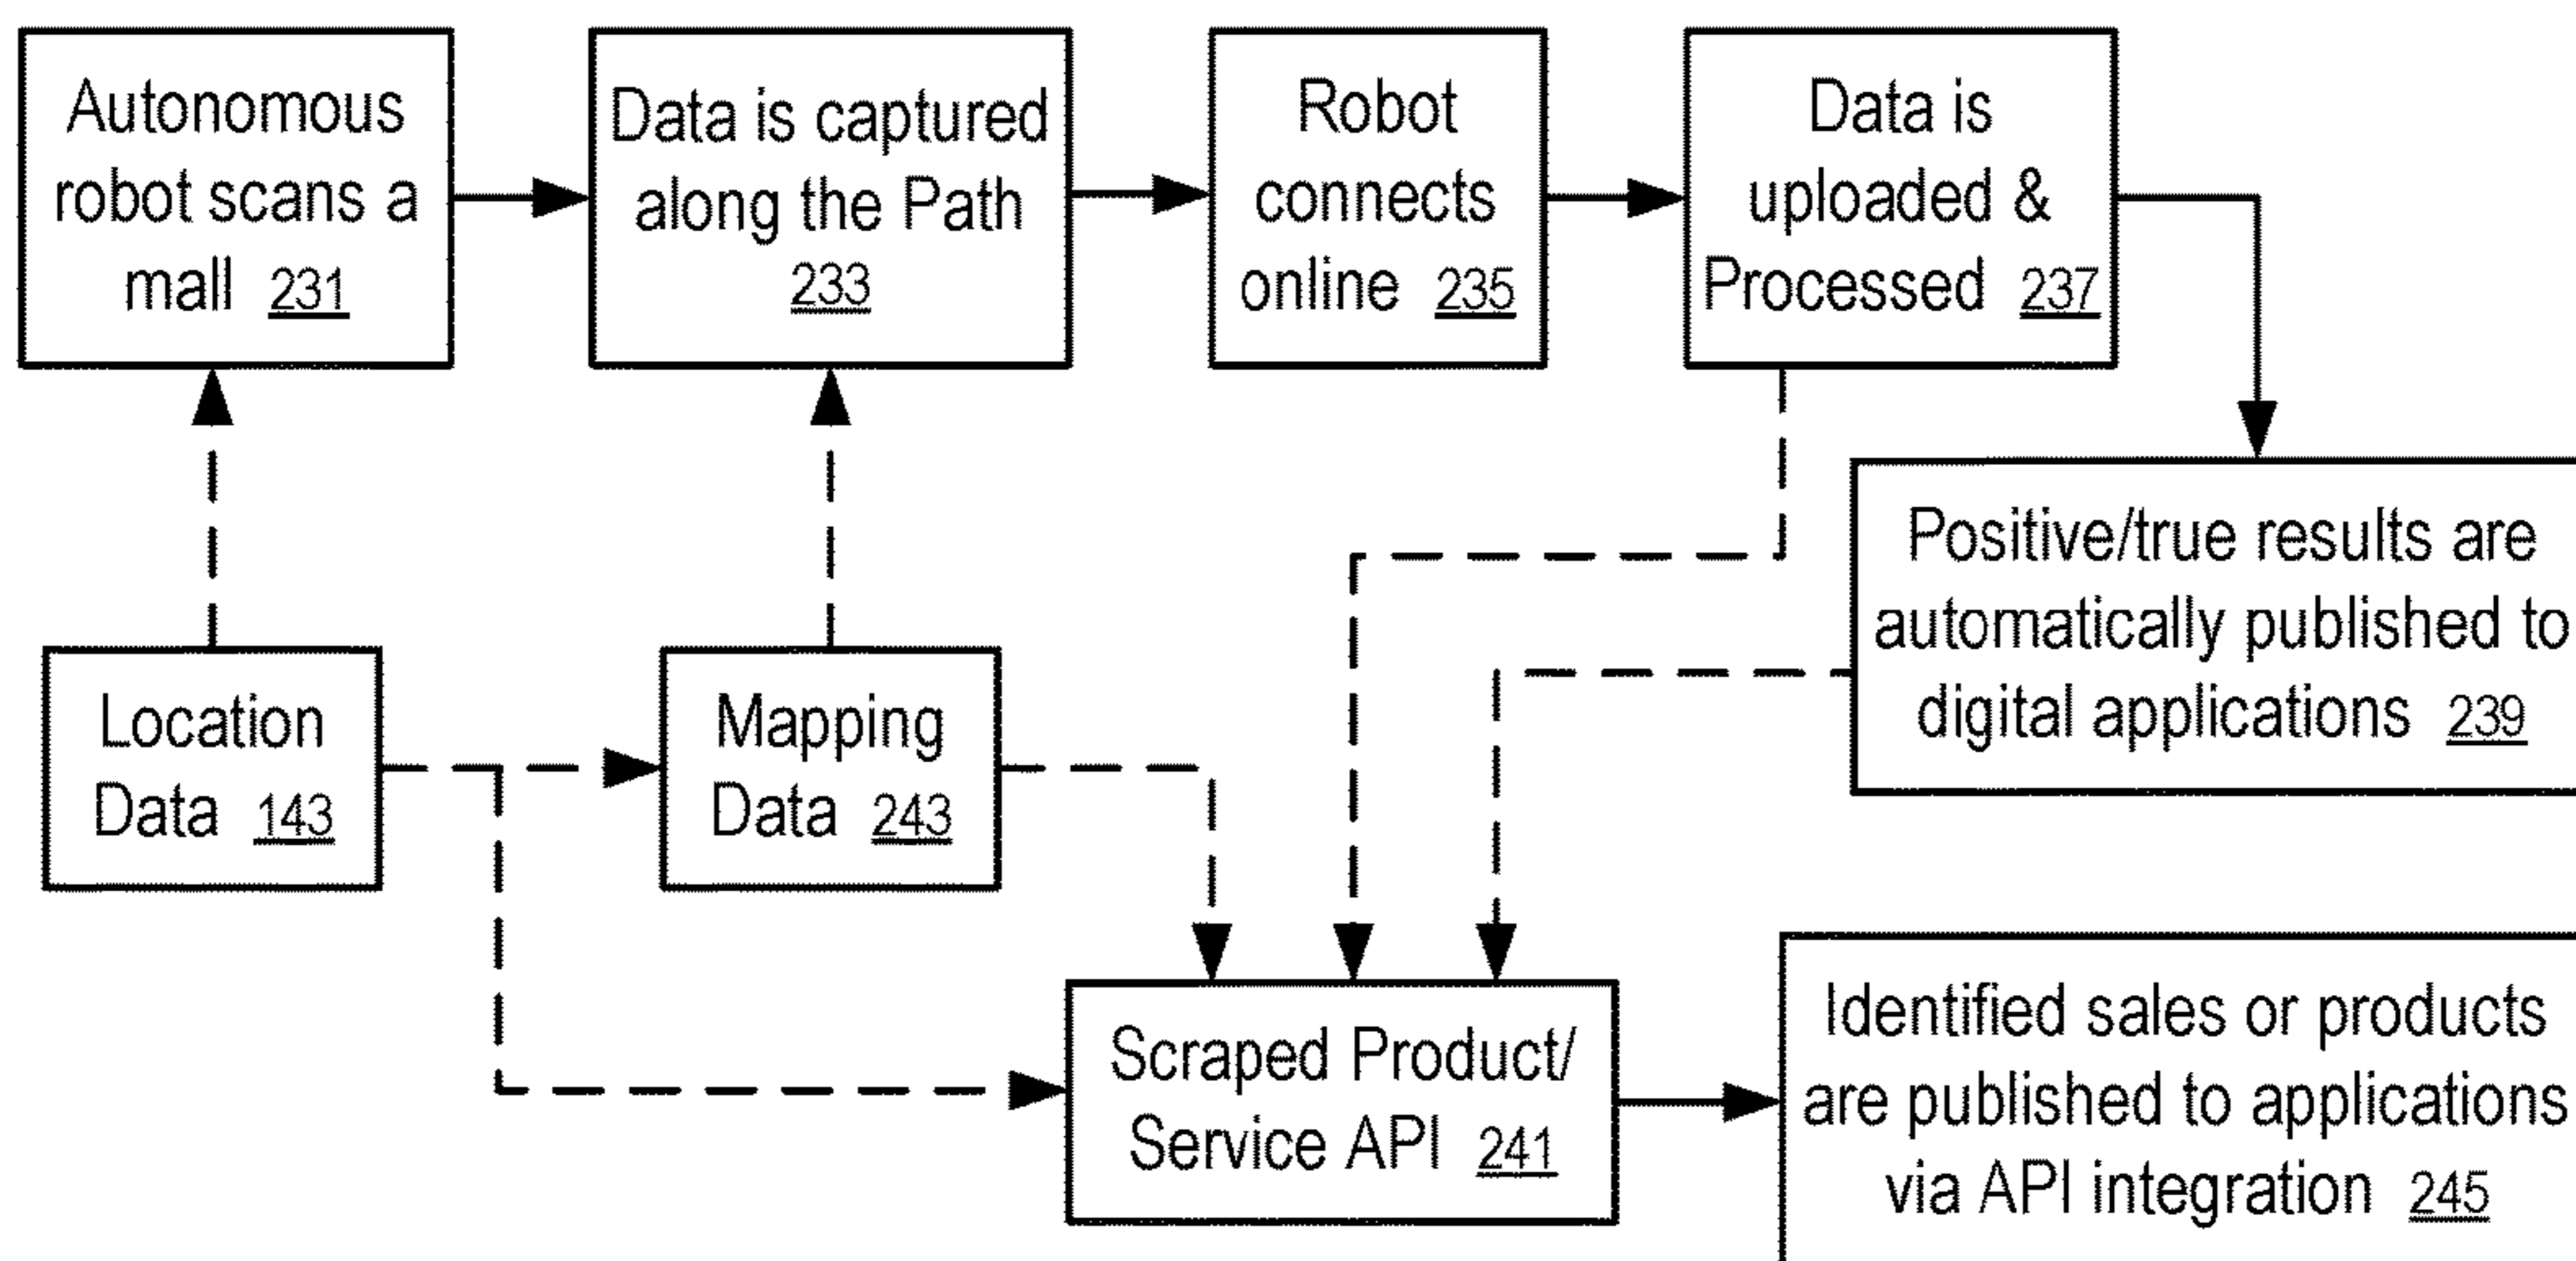 Autonomous
robot scans a
mall 231
Data is captured
along the Path
233
Robot
connects
online 235
Data is
uploaded &
Processed 237
Positive/true results are
automatically published to
digital applications 239
Location
Data 143
Mapping
Data 243
Scraped Product/
Service API 241
Identified sales or products
are published to applications
via API integration 245